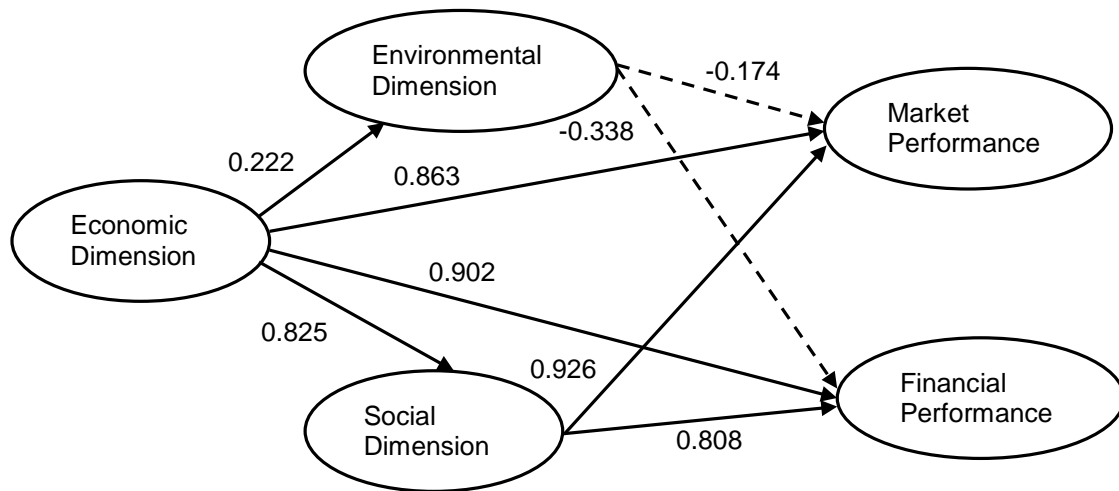 Environmental
Dimension
-0.174
Market
Performance
-0.338
0.222
0.863
Economic
Dimension
0.902
0.825
0.926
Social
Dimension
0.808
Financial
Performance